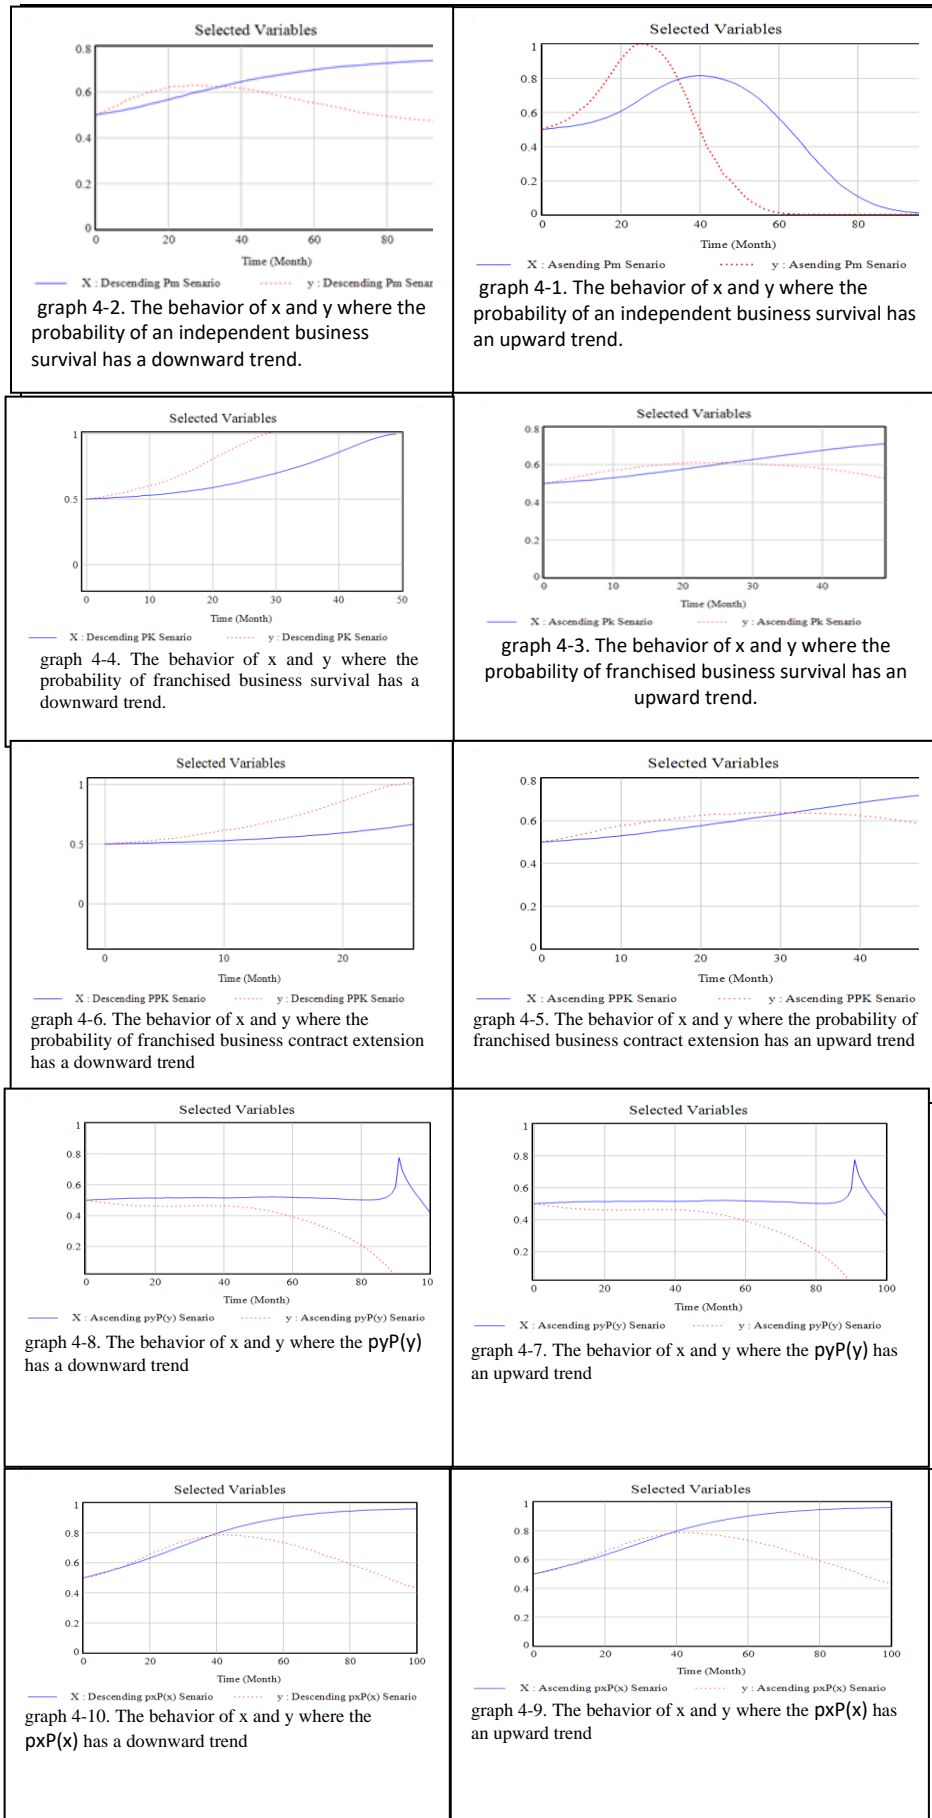 Selected Variables
0.8
0.6
0.4
0.2
0
0 20 40 60 80
Time (Month)
X : Descending Pm Senario y : Descending Pm Senar
graph 4-2. The behavior of x and y where the
probability of an independent business
survival has a downward trend.
Selected Variables
1
0.8
0.6
0.4
0.2
0
0 20 40 60 80
Time (Month)
X : Asending Pm Senario y : Asending Pm Senario
graph 4-1. The behavior of x and y where the
probability of an independent business survival has
an upward trend.
Selected Variables
1
0.5
0
0 10 20 30 40 50
Time (Month)
X : Descending PK Senario y : Descending PK Senario
graph 4-4. The behavior of x and y where the
probability of franchised business survival has a
downward trend.
Selected Variables
0.8
0.6
0.4
0.2
0
0 10 20 30 40
Time (Month)
X : Ascending Pk Senario y : Ascending Pk Senario
graph 4-3. The behavior of x and y where the
probability of franchised business survival has an
upward trend.
Selected Variables
1
0.5
0
0 10 20
Time (Month)
X : Descending PPK Senario y : Descending PPK Senario
graph 4-6. The behavior of x and y where the
probability of franchised business contract extension
has a downward trend
Selected Variables
0.8
0.6
0.4
0.2
0
0 10 20 30 40
Time (Month)
X : Ascending PPK Senario y : Ascending PPK Senario
graph 4-5. The behavior of x and y where the probability of
franchised business contract extension has an upward trend
Selected Variables
1
0.8
0.6
0.4
0.2
0 20 40 60 80 10
Time (Month)
X : Ascending pyP(y) Senario y : Ascending pyP(y) Senario
graph 4-8. The behavior of x and y where the pyP(y)
has a downward trend
Selected Variables
1
0.8
0.6
0.4
0.2
0 20 40 60 80 100
Time (Month)
X : Ascending pyP(y) Senario y : Ascending pyP(y) Senario
graph 4-7. The behavior of x and y where the pyP(y) has
an upward trend
Selected Variables
1
0.8
0.6
0.4
0.2
0
0 20 40 60 80 100
Time (Month)
X : Descending pxP(x) Senario y : Descending pxP(x) Senario
graph 4-10. The behavior of x and y where the
pxP(x) has a downward trend
Selected Variables
1
0.8
0.6
0.4
0.2
0
0 20 40 60 80 100
Time (Month)
X : Ascending pxP(x) Senario y : Ascending pxP(x) Senario
graph 4-9. The behavior of x and y where the pxP(x) has
an upward trend